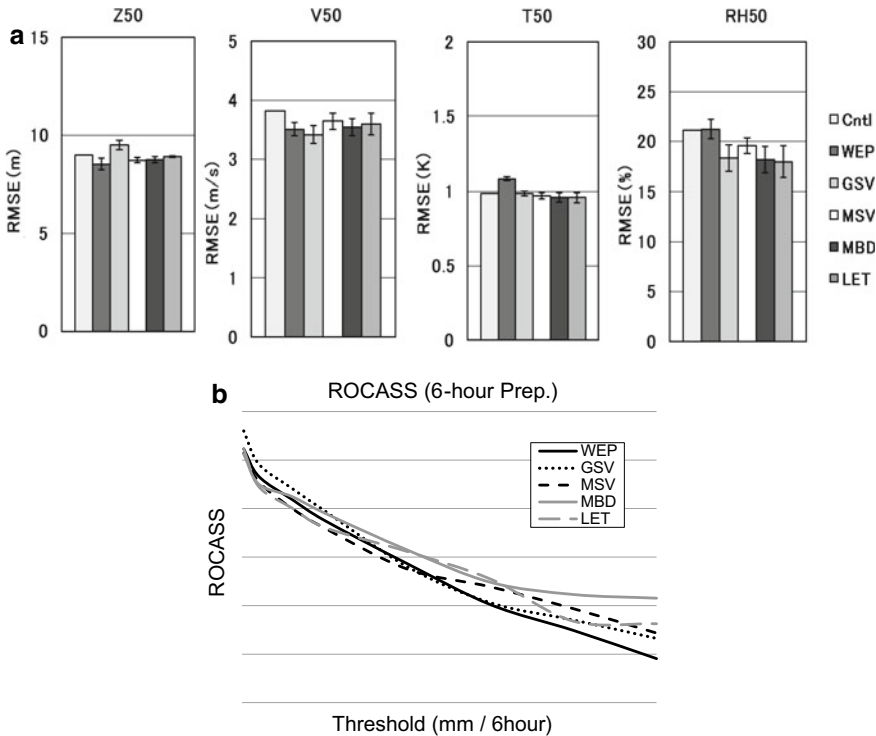 a
Z50
V50
T50
RH50
RMSE (m)
15
10
5
0
RMSE (m/s)
5
4
3
2
1
0
RMSE (K)
2
1.5
1
0.5
0
RMSE (%)
30
25
20
15
10
5
0
Cntl
WEP
GSV
MSV
MBD
LET
b
ROCASS (6-hour Prep.)
ROCASS
WEP
GSV
MSV
MBD
LET
Threshold (mm / 6hour)